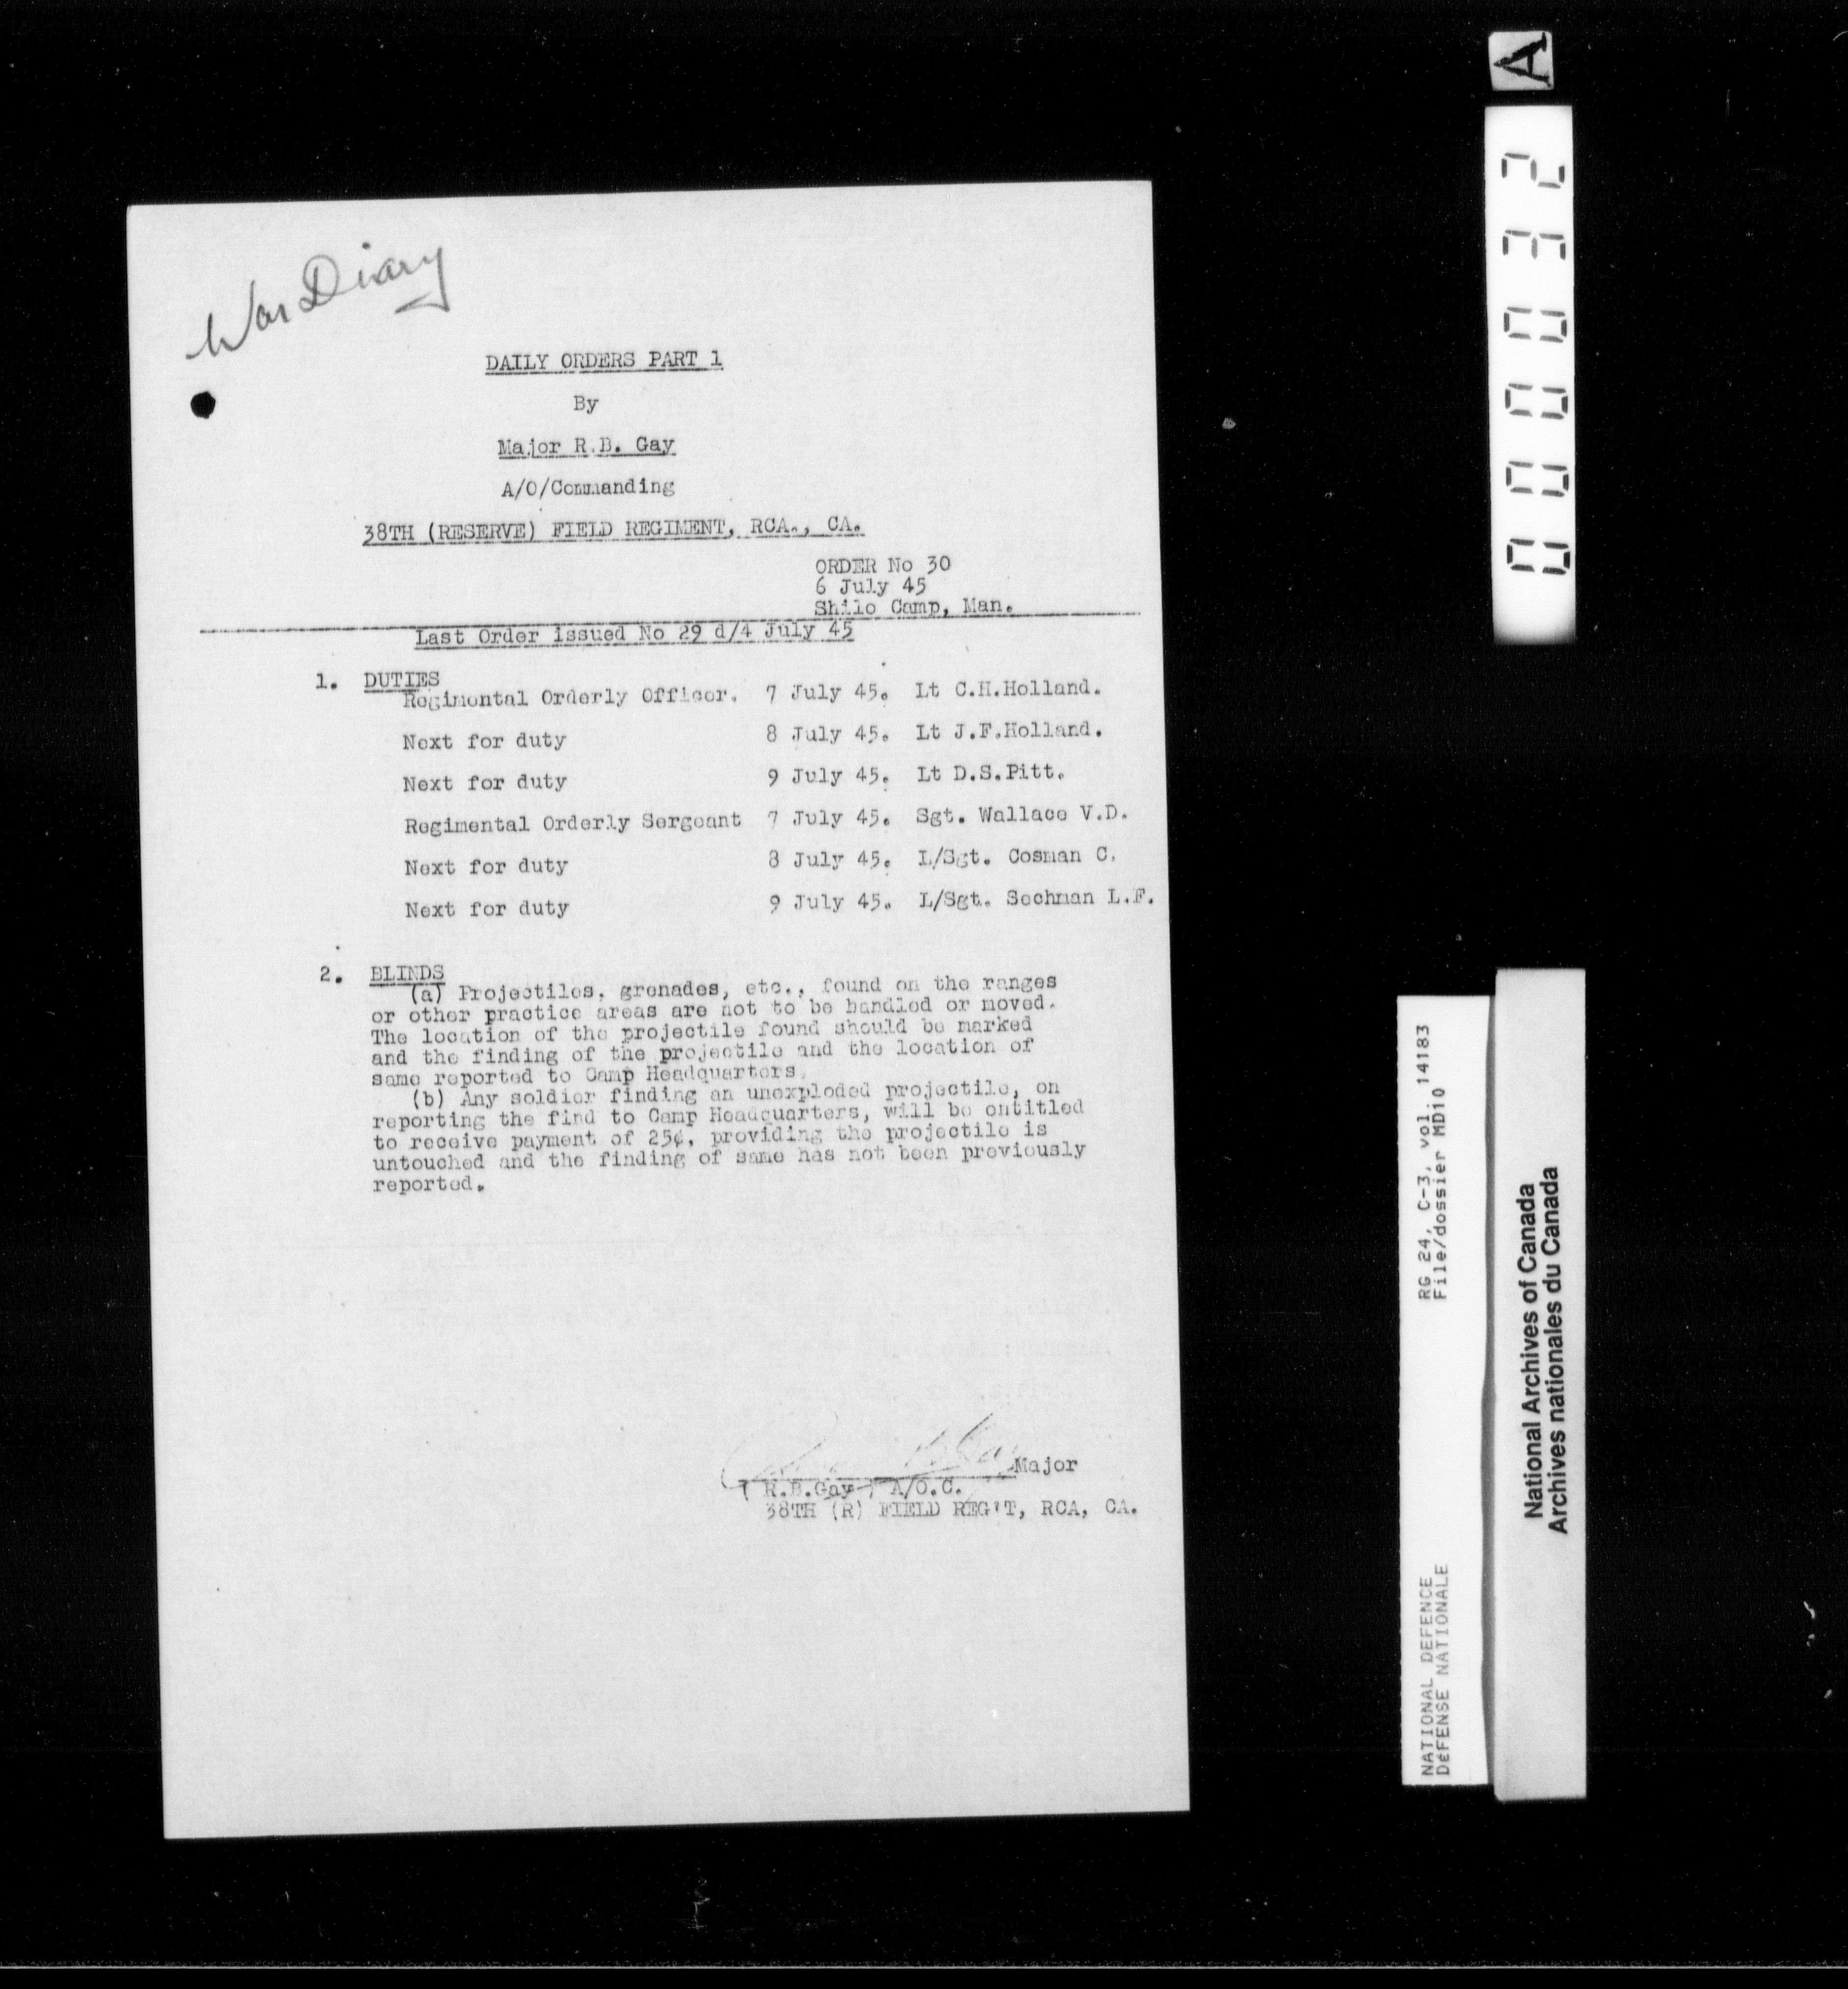 War Diary
DAILY ORDERS PART 1
By
Major R.B. Gay
A/O/Commanding
38TH (RESERVE) FIELD REGIMENT, RCA., CA.
ORDER No 30
6 July 45
Shilo Camp, Man.
Last Order issued No 29 d/4 July 45
1. DUTIES
Regimental Orderly Officer. 7 July 45. Lt C.H.Holland.
Next for duty 8 July 45. Lt J.F.Holland.
Next for duty 9 July 45. Lt D.S.Pitt.
Regimental Orderly Sergeant 7 July 45. Sgt. Wallace V.D.
Next for duty 8 July 45. L/Sgt. Cosman C.
Next for duty 9 July 45. L/Sgt. Sochman L.F.
2. BLINDS
(a) Projectiles, grenades, etc., found on the ranges
or other practice areas are not to be handled or moved.
The location of the projectile found should be marked
and the finding of the projectile and the location of
same reported to Camp Headquarters.
(b) Any soldier finding an unexploded projectile, on
reporting the find to Camp Headquarters, will be entitled
to receive payment of 25¢, providing the projectile is
untouched and the finding of same has not been previously
reported.
Major
( R.B.Gay ) A/O.C.
38TH (R) FIELD REG'T, RCA, CA.
A
0000032
RG 24, C-3, vol. 14183
File/dossier MD10
NATIONAL DEFENCE
DéFENSE NATIONALE
National Archives of Canada
Archives nationales du Canada